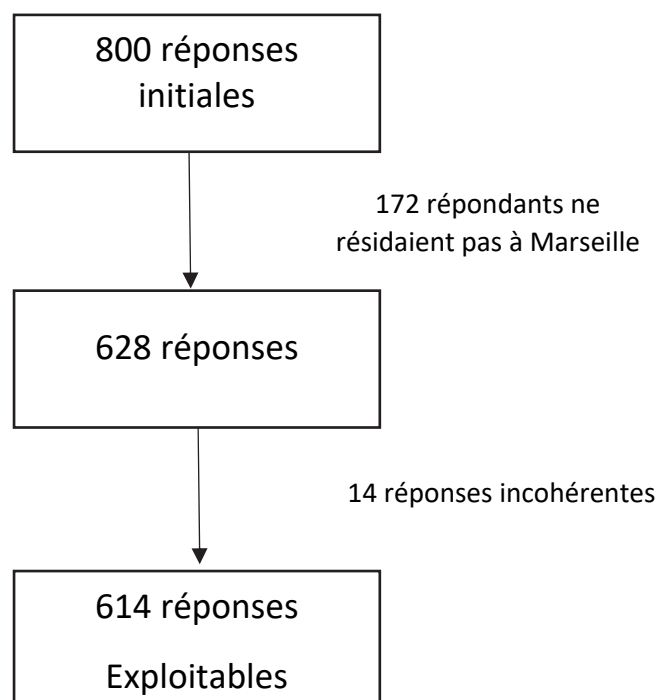 800 réponses
initiales
172 répondants ne
résidaient pas à Marseille
628 réponses
14 réponses incohérentes
614 réponses
Exploitables